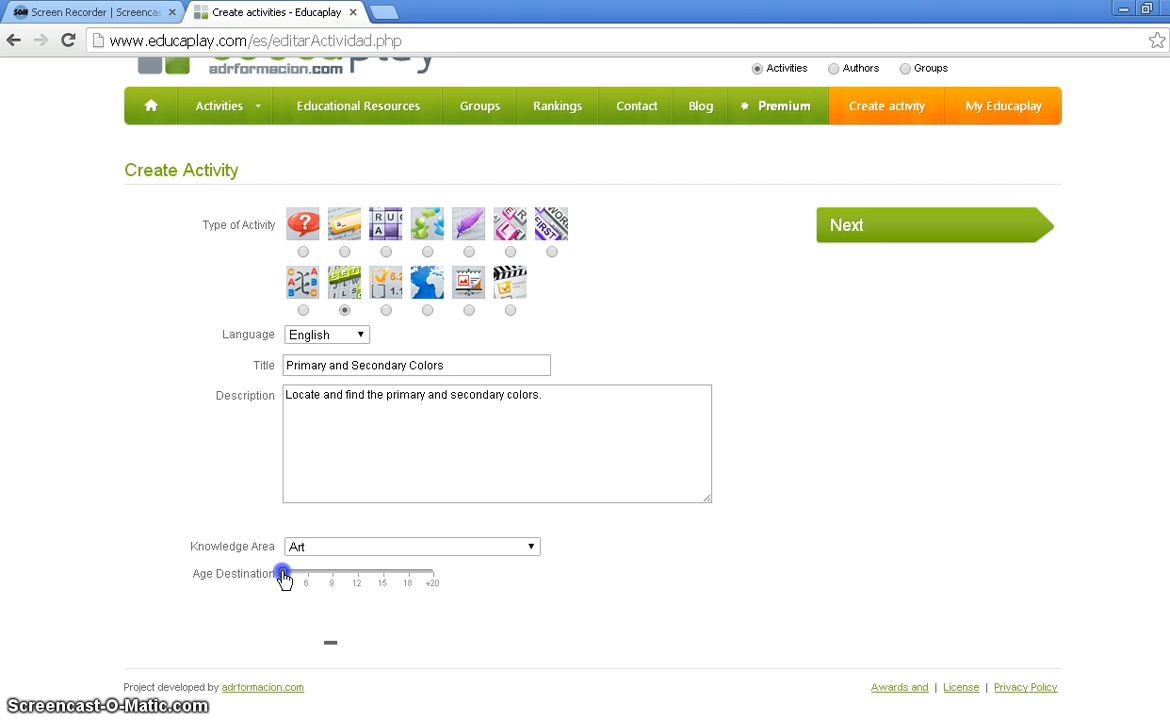 Screen Recorder | Screencas
Create activities - Educaplay
www.educaplay.com/es/editarActividad.php
adrformacion.com
Activities Authors Groups
Activities Educational Resources Groups Rankings Contact Blog Premium Create activity My Educaplay
Create Activity
Type of Activity
Next
Language English
Title Primary and Secondary Colors
Description Locate and find the primary and secondary colors.
Knowledge Area Art
Age Destination
6 9 12 15 18 +20
Project developed by adrformacion.com
Awards and | License | Privacy Policy
Screencast-O-Matic.com